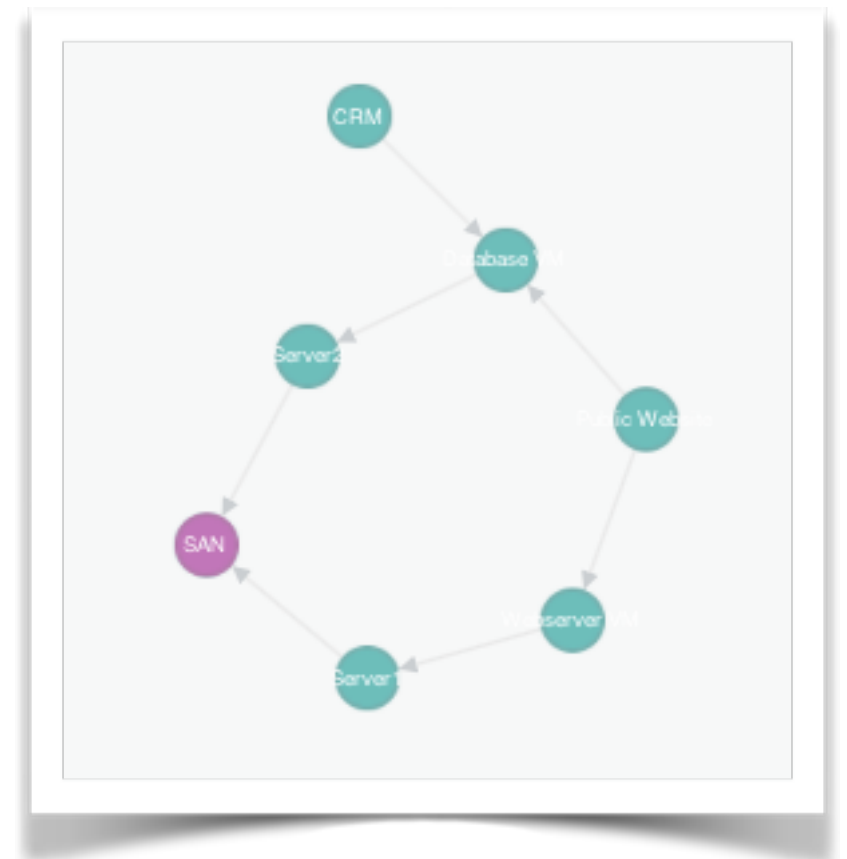 CRM
Database VM
Server2
Public Website
SAN
Webserver VM
Server1